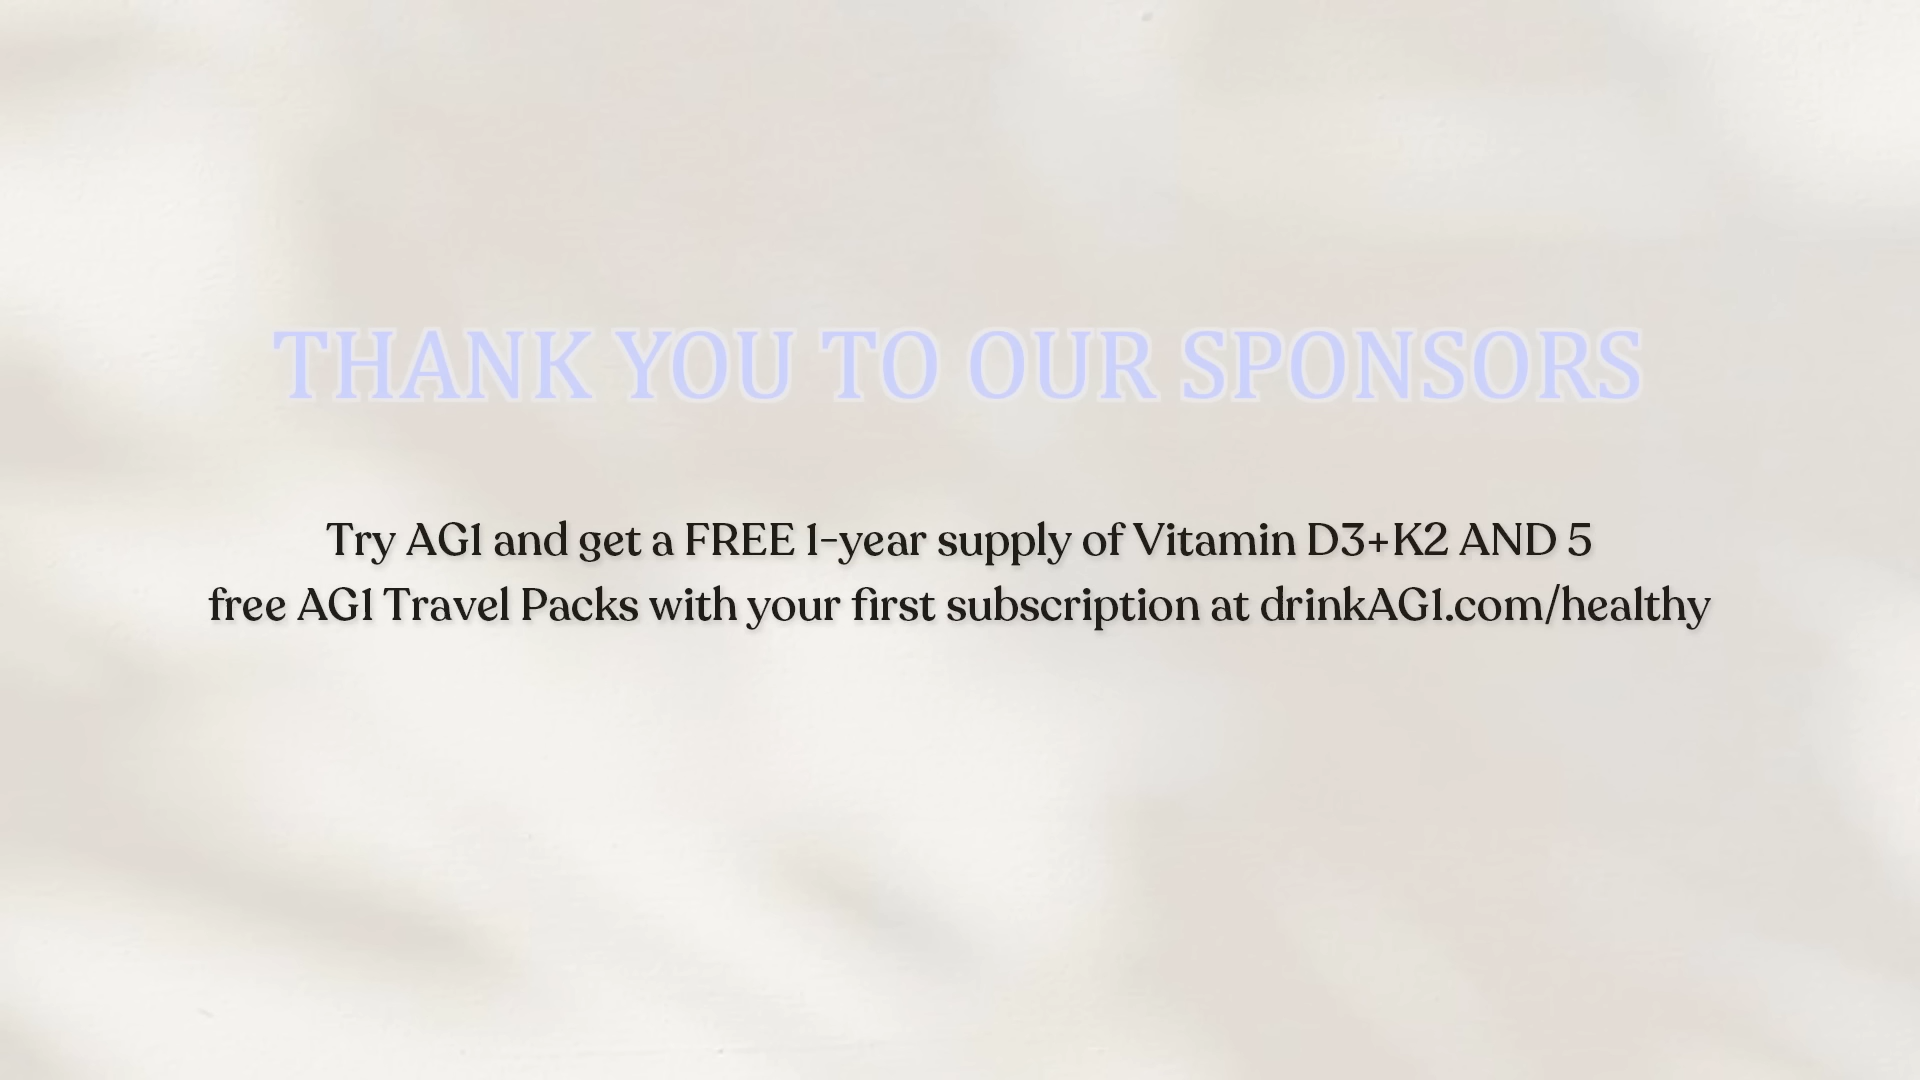 THANK YOU TO OUR SPONSORS
Try AG1 and get a FREE 1-year supply of Vitamin D3+K2 AND 5
free AG1 Travel Packs with your first subscription at drinkAG1.com/healthy